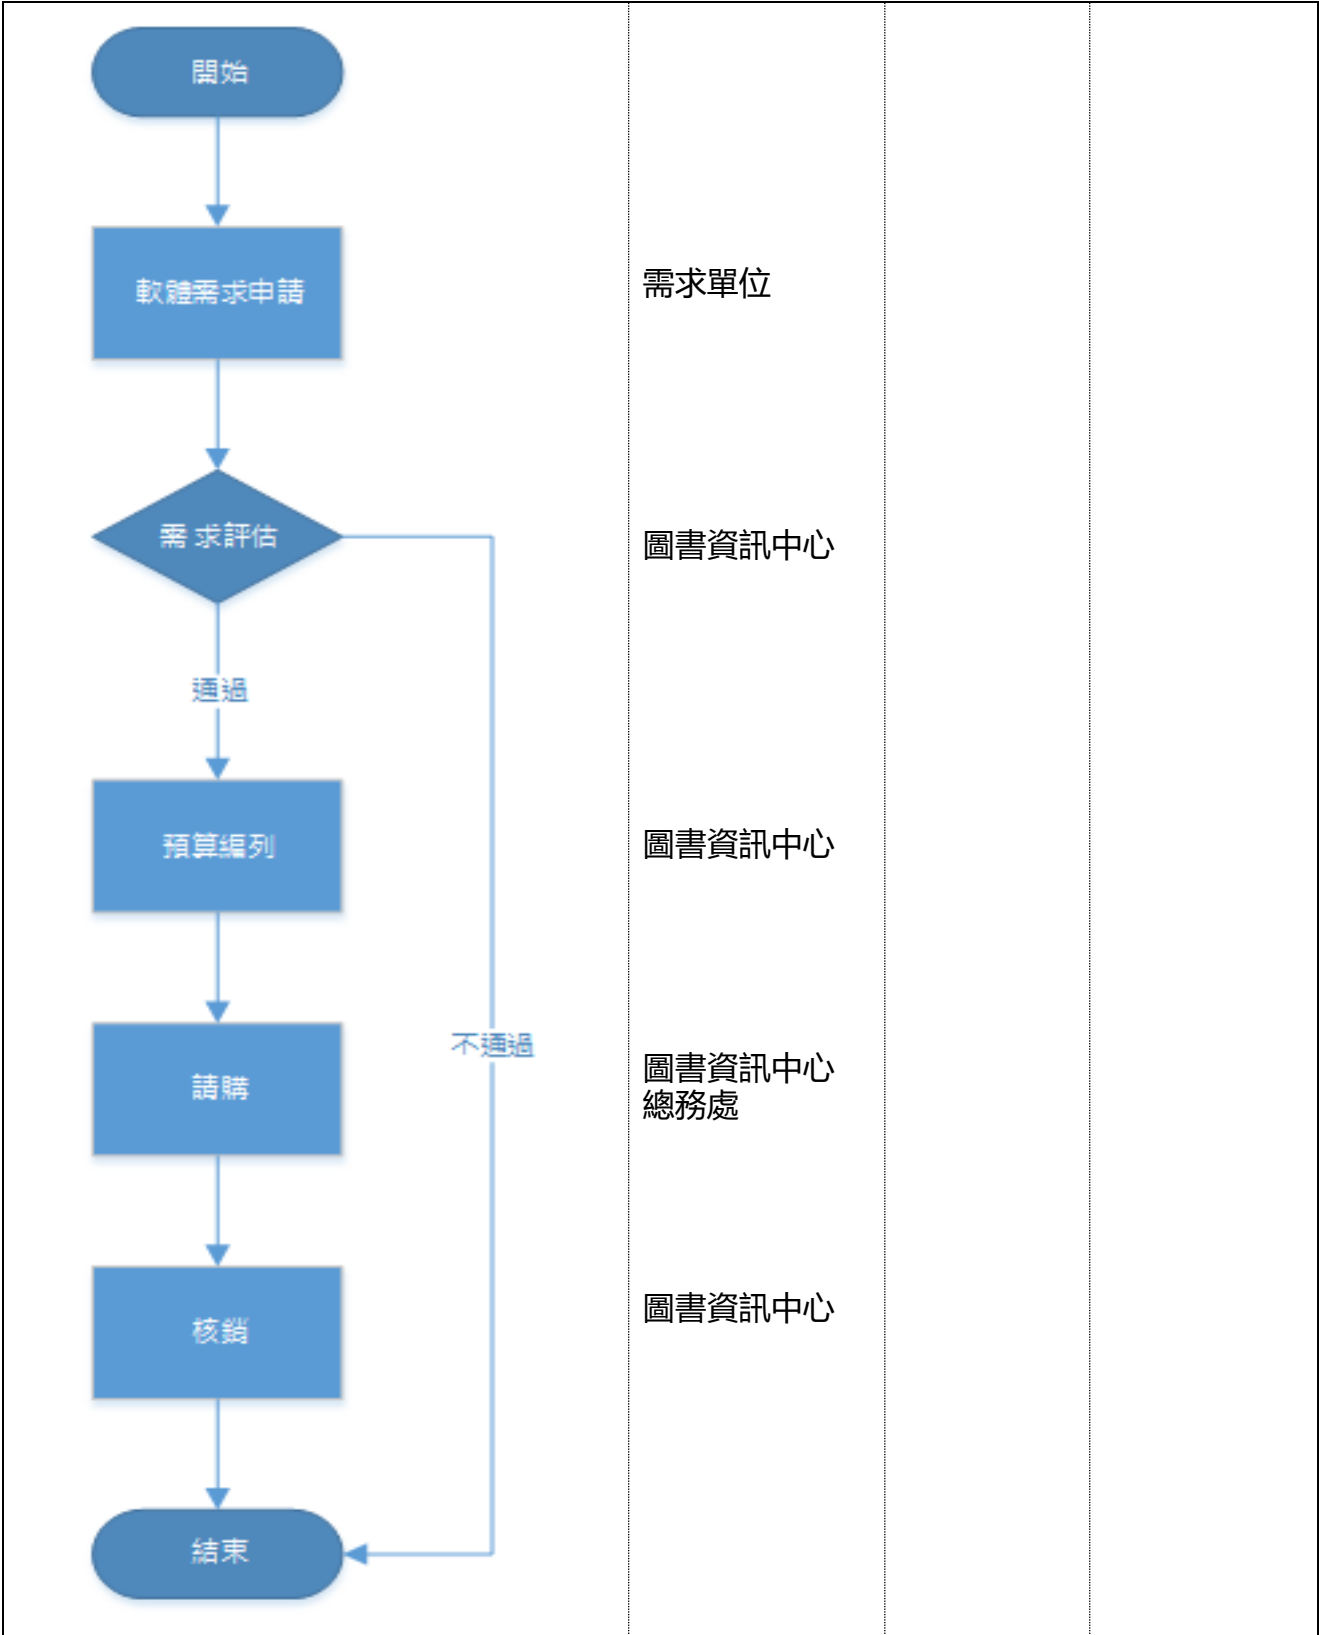 開始
軟體需求申請
需求單位
需 求評估
圖書資訊中心
通過
預算編列
圖書資訊中心
不通過
請購
圖書資訊中心
總務處
核銷
圖書資訊中心
結束